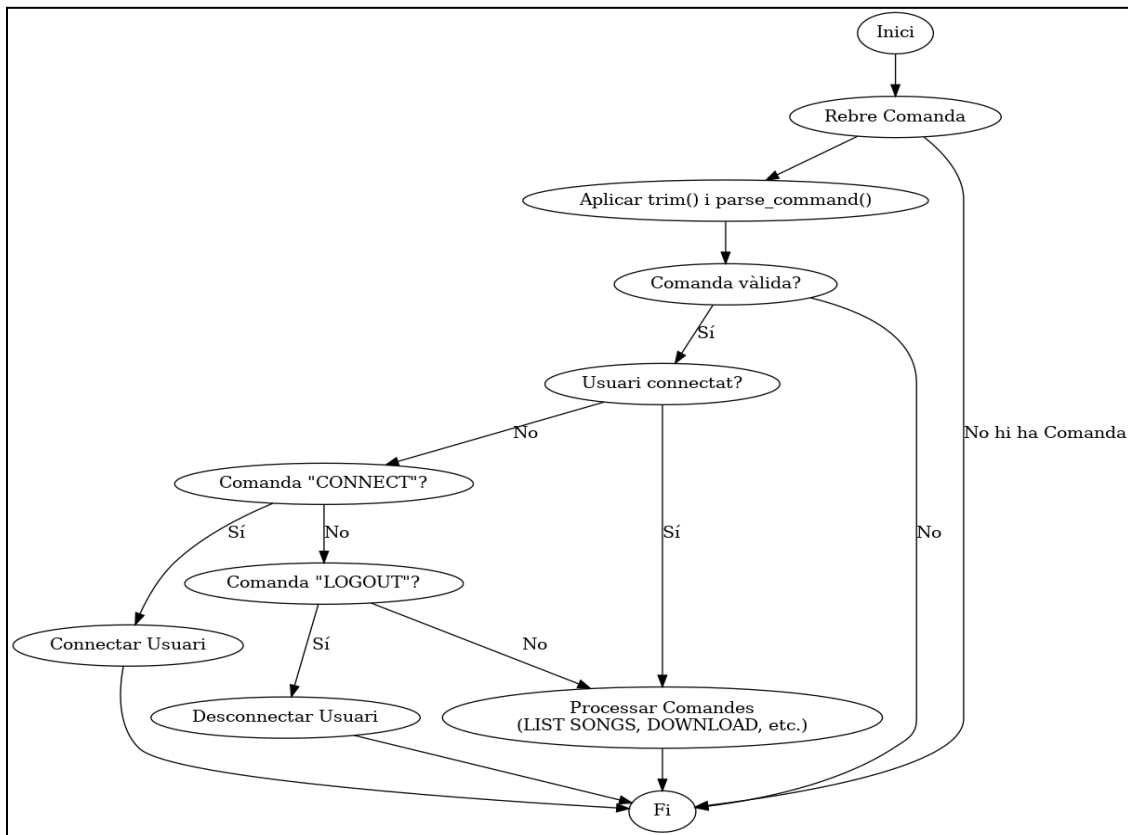 Inici
Rebre Comanda
Aplicar trim() i parse_command()
Comanda vàlida?
Sí
Usuari connectat?
No
No hi ha Comanda
Comanda "CONNECT"?
Sí
No
Sí
No
Comanda "LOGOUT"?
Connectar Usuari
Sí
No
Desconnectar Usuari
Processar Comandes
(LIST SONGS, DOWNLOAD, etc.)
Fi